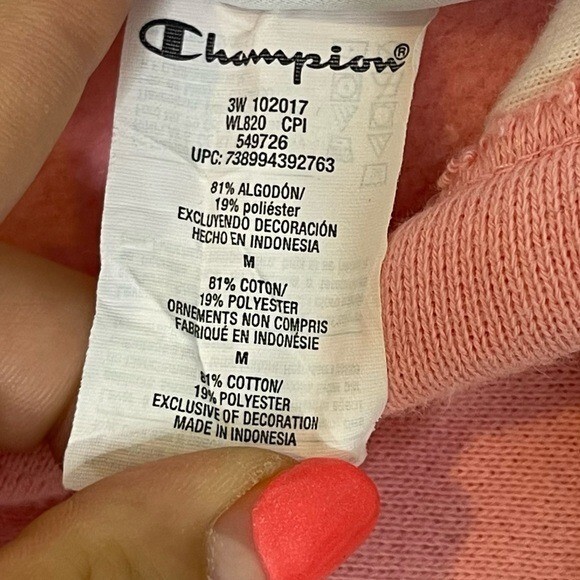 Champion®
3W 102017
WL820 CPI
549726
UPC: 738994392763
81% ALGODÓN/
19% poliéster
EXCLUYENDO DECORACIÓN
HECHO EN INDONESIA
M
81% COTON/
19% POLYESTER
ORNEMENTS NON COMPRIS
FABRIQUÉ EN INDONÉSIE
M
81% COTTON/
19% POLYESTER
EXCLUSIVE OF DECORATION
MADE IN INDONESIA